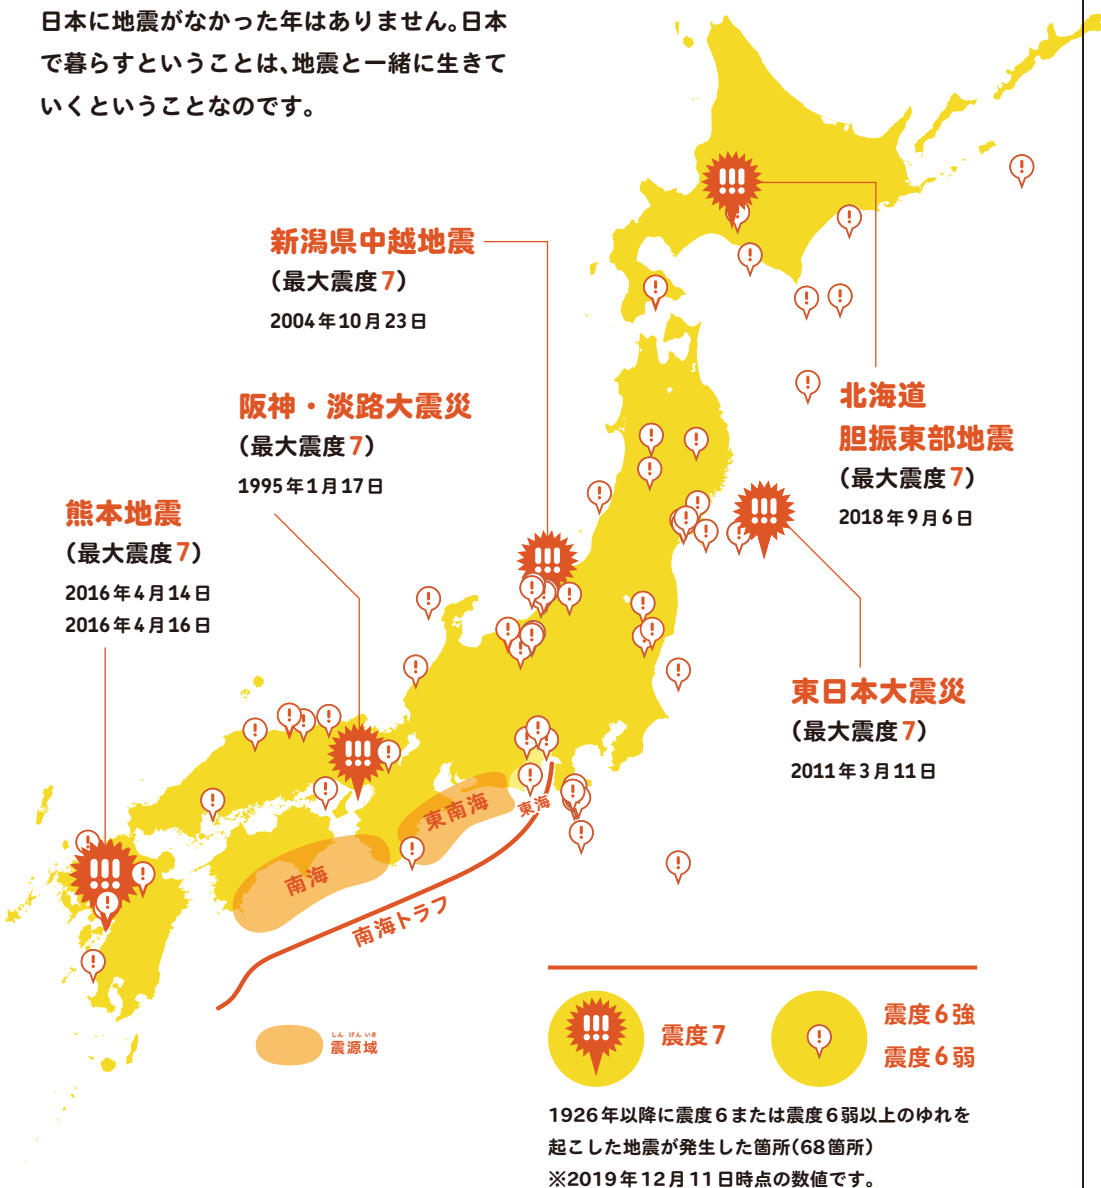 日本に地震がなかった年はありません。日本
で暮らすということは、地震と一緒に生きて
いくということなのです。
新潟県中越地震
（最大震度7）
2004年10月23日
阪神・淡路大震災
（最大震度7）
1995年1月17日
熊本地震
（最大震度7）
2016年4月14日
2016年4月16日
北海道
胆振東部地震
（最大震度7）
2018年9月6日
東日本大震災
（最大震度7）
2011年3月11日
東海
東南海
南海
南海トラフ
しんげんいき
震源域
震度7
震度6強
震度6弱
1926年以降に震度6または震度6弱以上のゆれを
起こした地震が発生した箇所（68箇所）
※2019年12月11日時点の数値です。